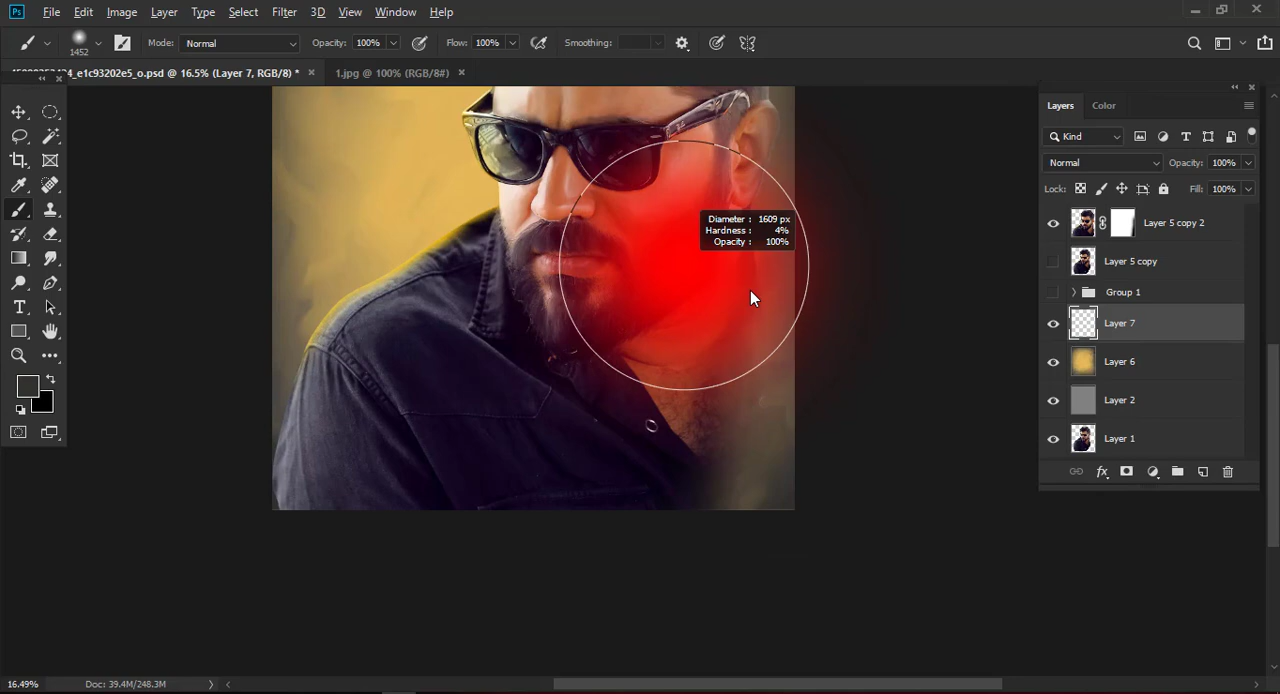 Ps File Edit Image Layer Type Select Filter 3D View Window Help
1452 Mode: Normal Opacity: 100% Flow: 100% Smoothing:
_e1c93202e5_o.psd @ 16.5% (Layer 7, RGB/8) * 1.jpg @ 100% (RGB/8#)
Layers Color
Kind
Normal Opacity: 100%
Lock: Fill: 100%
Layer 5 copy 2
Diameter : 1609 px
Hardness : 4%
Opacity : 100%
Layer 5 copy
Group 1
Layer 7
Layer 6
Layer 2
Layer 1
fx
16.49% Doc: 39.4M/248.3M